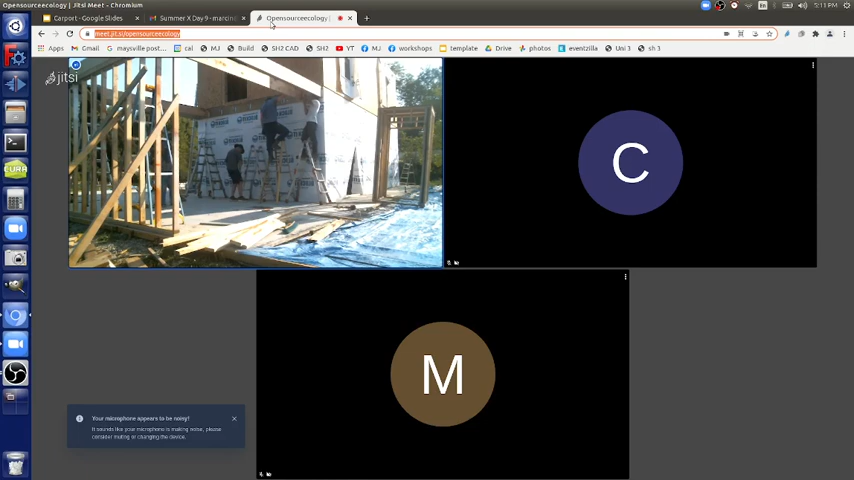 Opensourceecology | Jitsi Meet - Chromium
En
5:11 PM
Carport - Google Slides
Summer X Day 9 - marcin
Opensourceecology |
meet.jit.si/opensourceecology
Apps
Gmail
maysville post...
cal
MJ
Build
SH2 CAD
SH2
YT
MJ
workshops
template
Drive
photos
eventzilla
Uni 3
sh 3
jitsi
C
CURA
M
Your microphone appears to be noisy!
It sounds like your microphone is making noise, please
consider muting or changing the device.